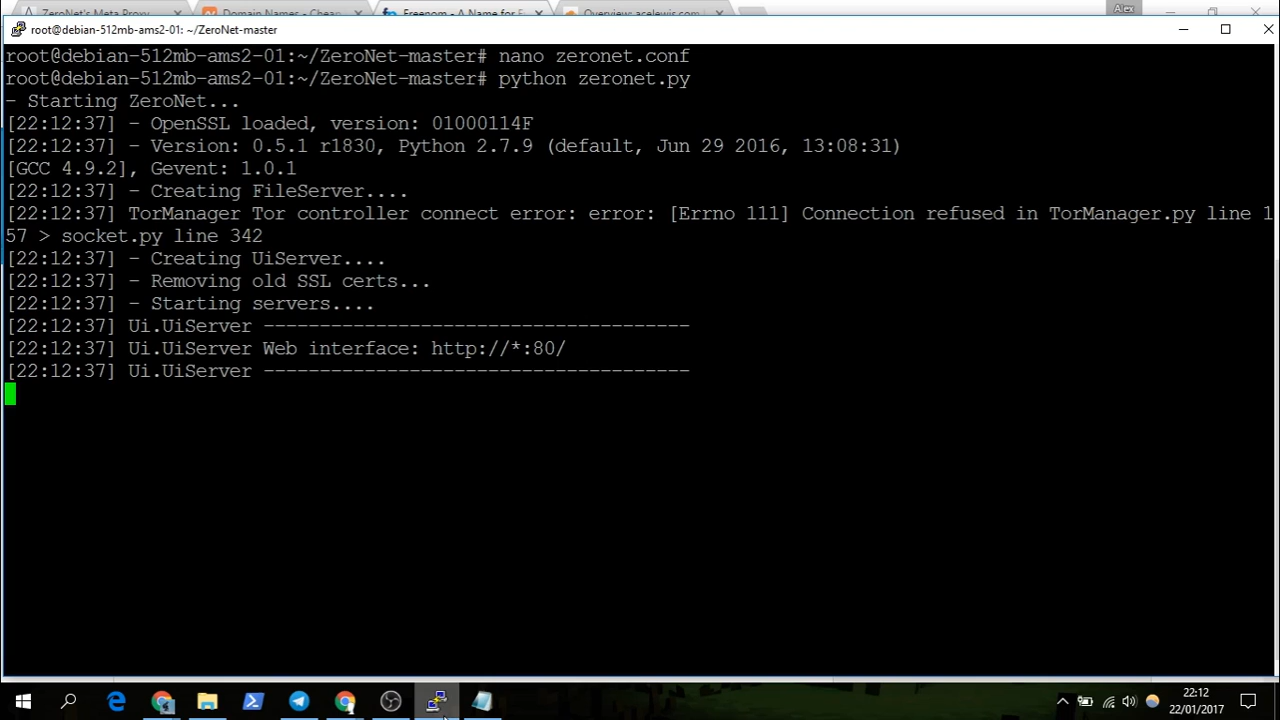 ZeroNet's Meta Proxy
Domain Names - Cheap
Freenom - A Name for E
Overview: acelewis.com
Alex
root@debian-512mb-ams2-01: ~/ZeroNet-master
root@debian-512mb-ams2-01:~/ZeroNet-master# nano zeronet.conf
root@debian-512mb-ams2-01:~/ZeroNet-master# python zeronet.py
- Starting ZeroNet...
[22:12:37] - OpenSSL loaded, version: 01000114F
[22:12:37] - Version: 0.5.1 r1830, Python 2.7.9 (default, Jun 29 2016, 13:08:31)
[GCC 4.9.2], Gevent: 1.0.1
[22:12:37] - Creating FileServer....
[22:12:37] TorManager Tor controller connect error: error: [Errno 111] Connection refused in TorManager.py line 1
57 > socket.py line 342
[22:12:37] - Creating UiServer....
[22:12:37] - Removing old SSL certs...
[22:12:37] - Starting servers....
[22:12:37] Ui.UiServer --------------------------------------
[22:12:37] Ui.UiServer Web interface: http://*:80/
[22:12:37] Ui.UiServer --------------------------------------
22:12
22/01/2017